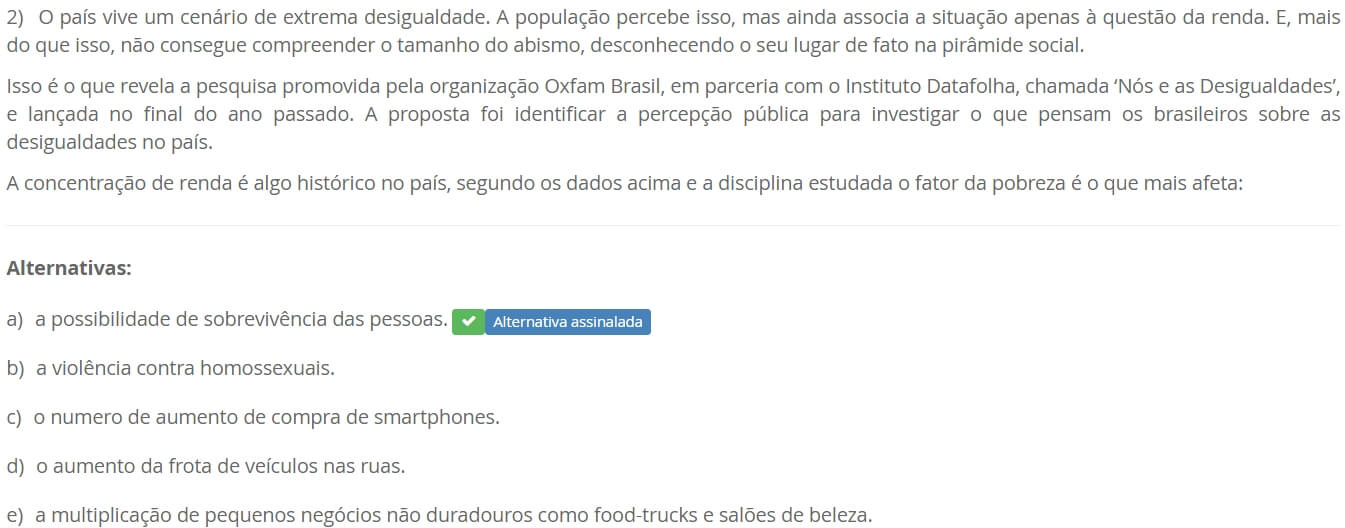 2) O país vive um cenário de extrema desigualdade. A população percebe isso, mas ainda associa a situação apenas à questão da renda. E, mais
do que isso, não consegue compreender o tamanho do abismo, desconhecendo o seu lugar de fato na pirâmide social.
Isso é o que revela a pesquisa promovida pela organização Oxfam Brasil, em parceria com o Instituto Datafolha, chamada ‘Nós e as Desigualdades’,
e lançada no final do ano passado. A proposta foi identificar a percepção pública para investigar o que pensam os brasileiros sobre as
desigualdades no país.
A concentração de renda é algo histórico no país, segundo os dados acima e a disciplina estudada o fator da pobreza é o que mais afeta:
Alternativas:
a) a possibilidade de sobrevivência das pessoas. Alternativa assinalada
b) a violência contra homossexuais.
c) o numero de aumento de compra de smartphones.
d) o aumento da frota de veículos nas ruas.
e) a multiplicação de pequenos negócios não duradouros como food-trucks e salões de beleza.